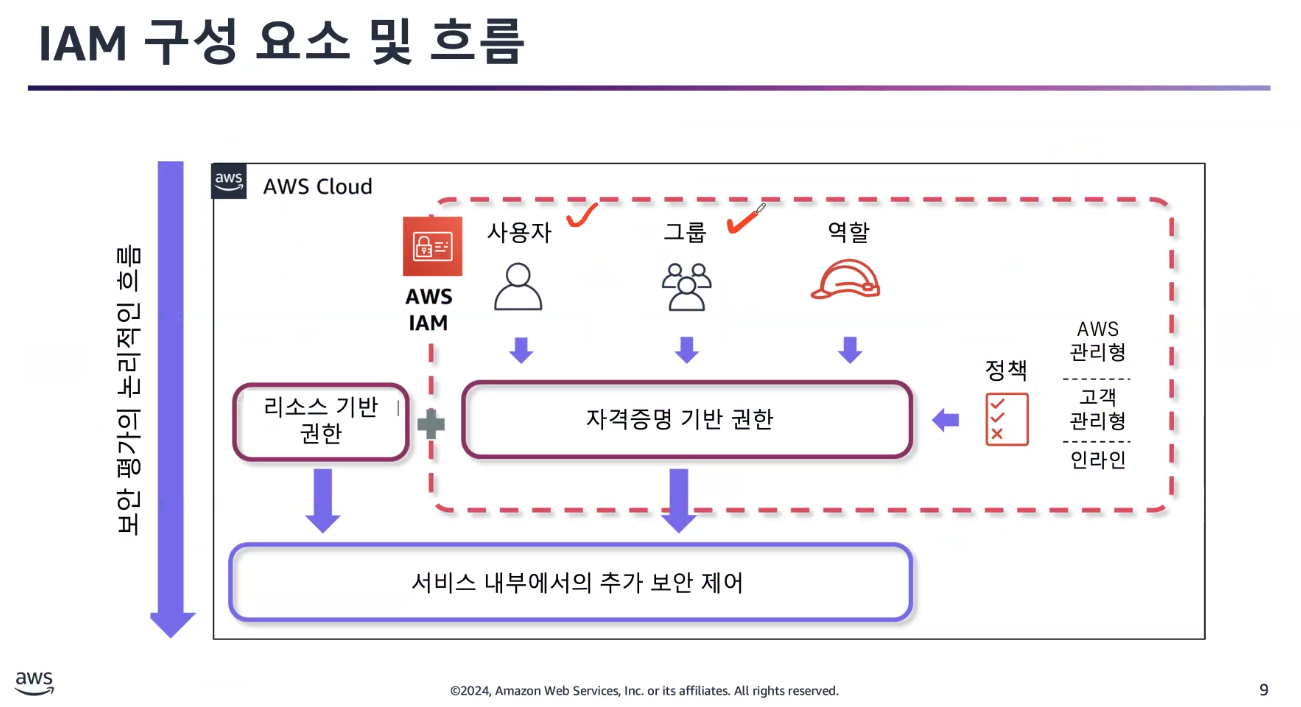 IAM 구성 요소 및 흐름
보안 평가의 논리적인 흐름
aws
AWS Cloud
AWS
IAM
사용자
그룹
역할
리소스 기반
권한
자격증명 기반 권한
정책
AWS
관리형
고객
관리형
인라인
서비스 내부에서의 추가 보안 제어
aws
©2024, Amazon Web Services, Inc. or its affiliates. All rights reserved.
9